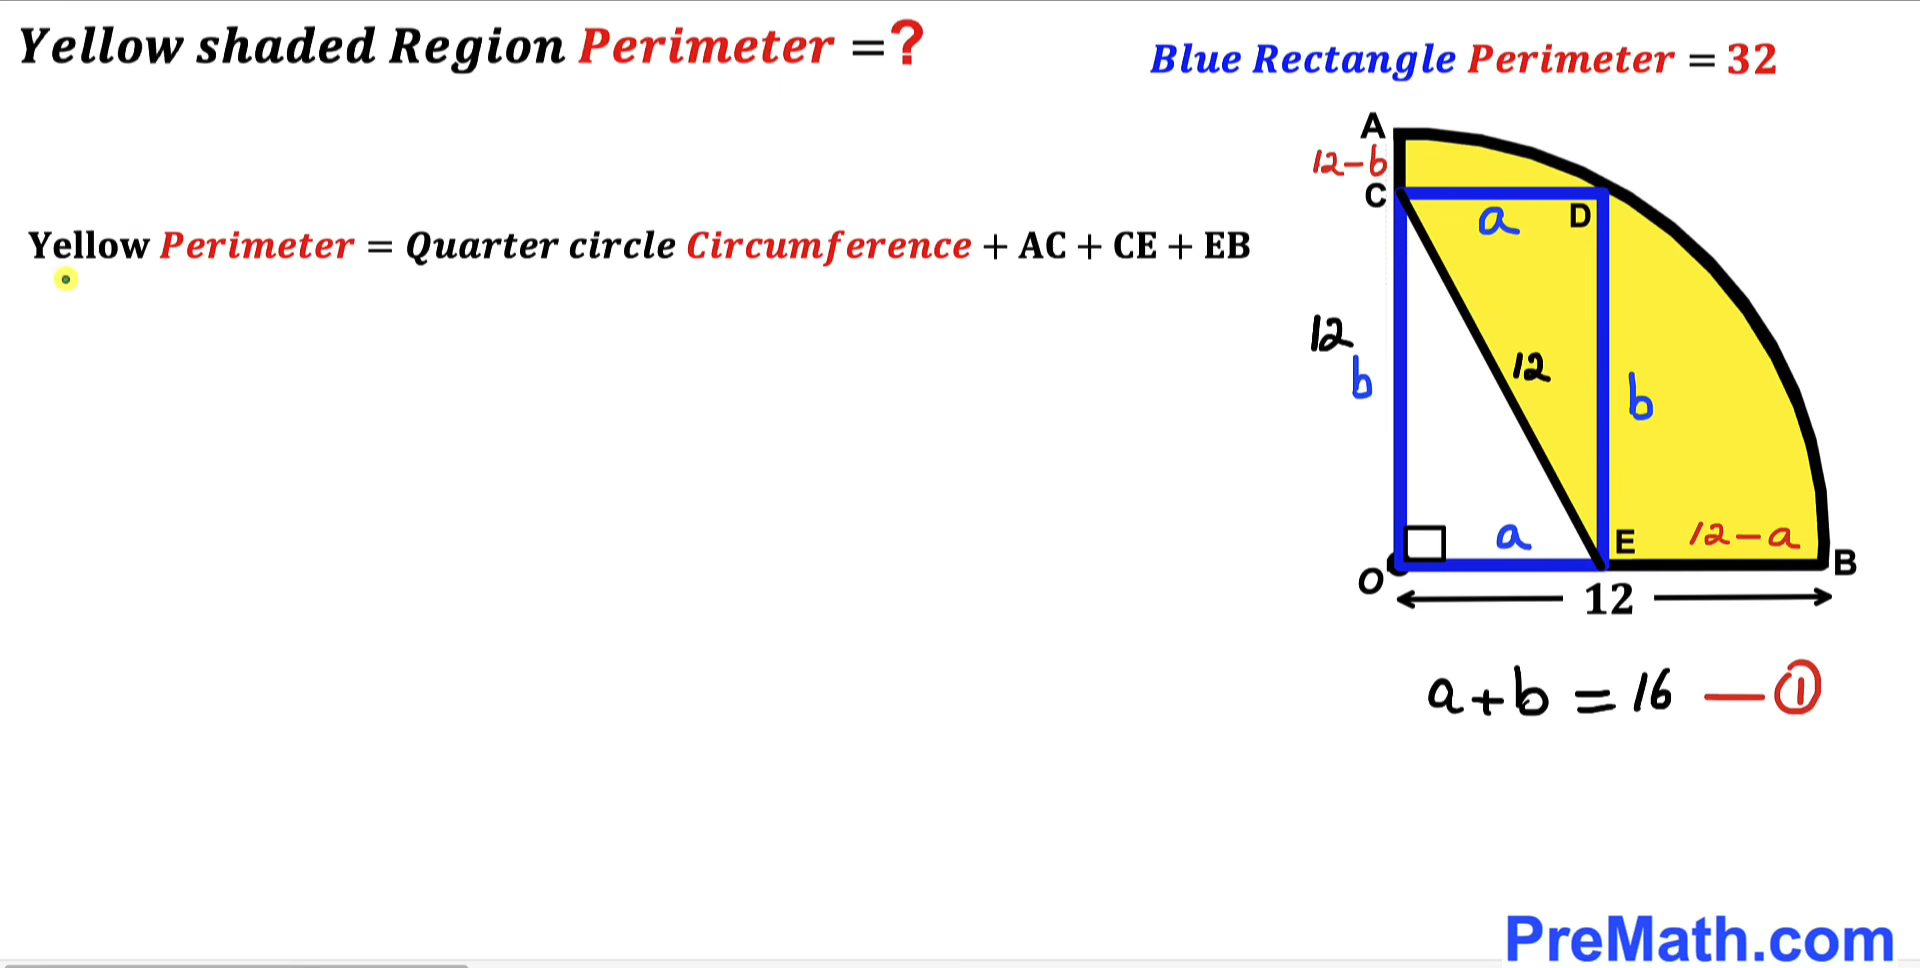 Yellow shaded Region Perimeter =?
Blue Rectangle Perimeter = 32
A
12-b
C
a
D
Yellow Perimeter = Quarter circle Circumference + AC + CE + EB
12
b
12
b
a
E
12-a
B
O
12
a+b = 16 — ①
PreMath.com